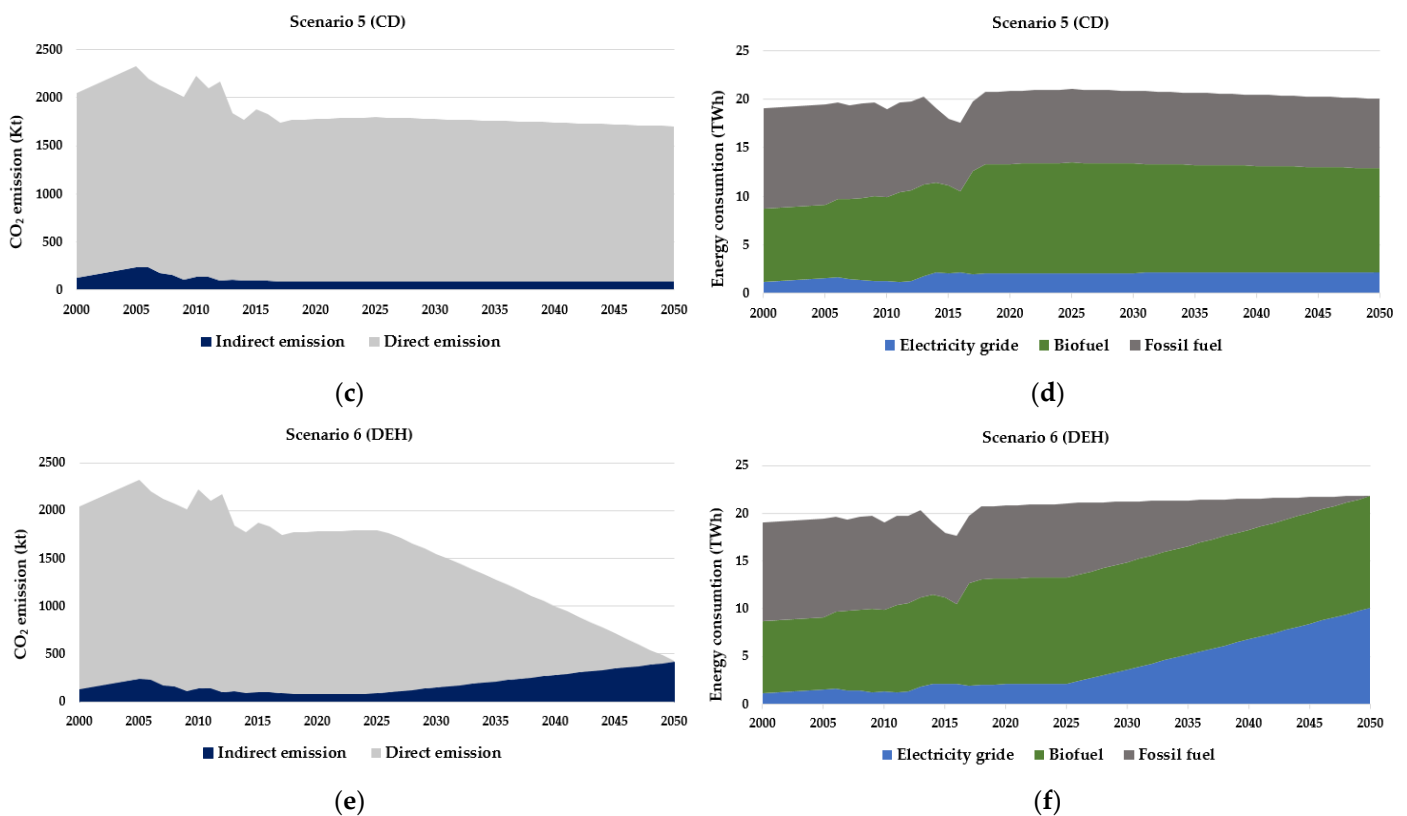 Scenario 5 (CD)
CO2 emission (Kt)
2500
2000
1500
1000
500
0
2000 2005 2010 2015 2020 2025 2030 2035 2040 2045 2050
Indirect emission Direct emission
(c)
Scenario 5 (CD)
Energy consumtion (TWh)
25
20
15
10
5
0
2000 2005 2010 2015 2020 2025 2030 2035 2040 2045 2050
Electricity gride Biofuel Fossil fuel
(d)
Scenario 6 (DEH)
CO2 emission (kt)
2500
2000
1500
1000
500
0
2000 2005 2010 2015 2020 2025 2030 2035 2040 2045 2050
Indirect emission Direct emission
(e)
Scenario 6 (DEH)
Energy consumtion (TWh)
25
20
15
10
5
0
2000 2005 2010 2015 2020 2025 2030 2035 2040 2045 2050
Electricity gride Biofuel Fossil fuel
(f)